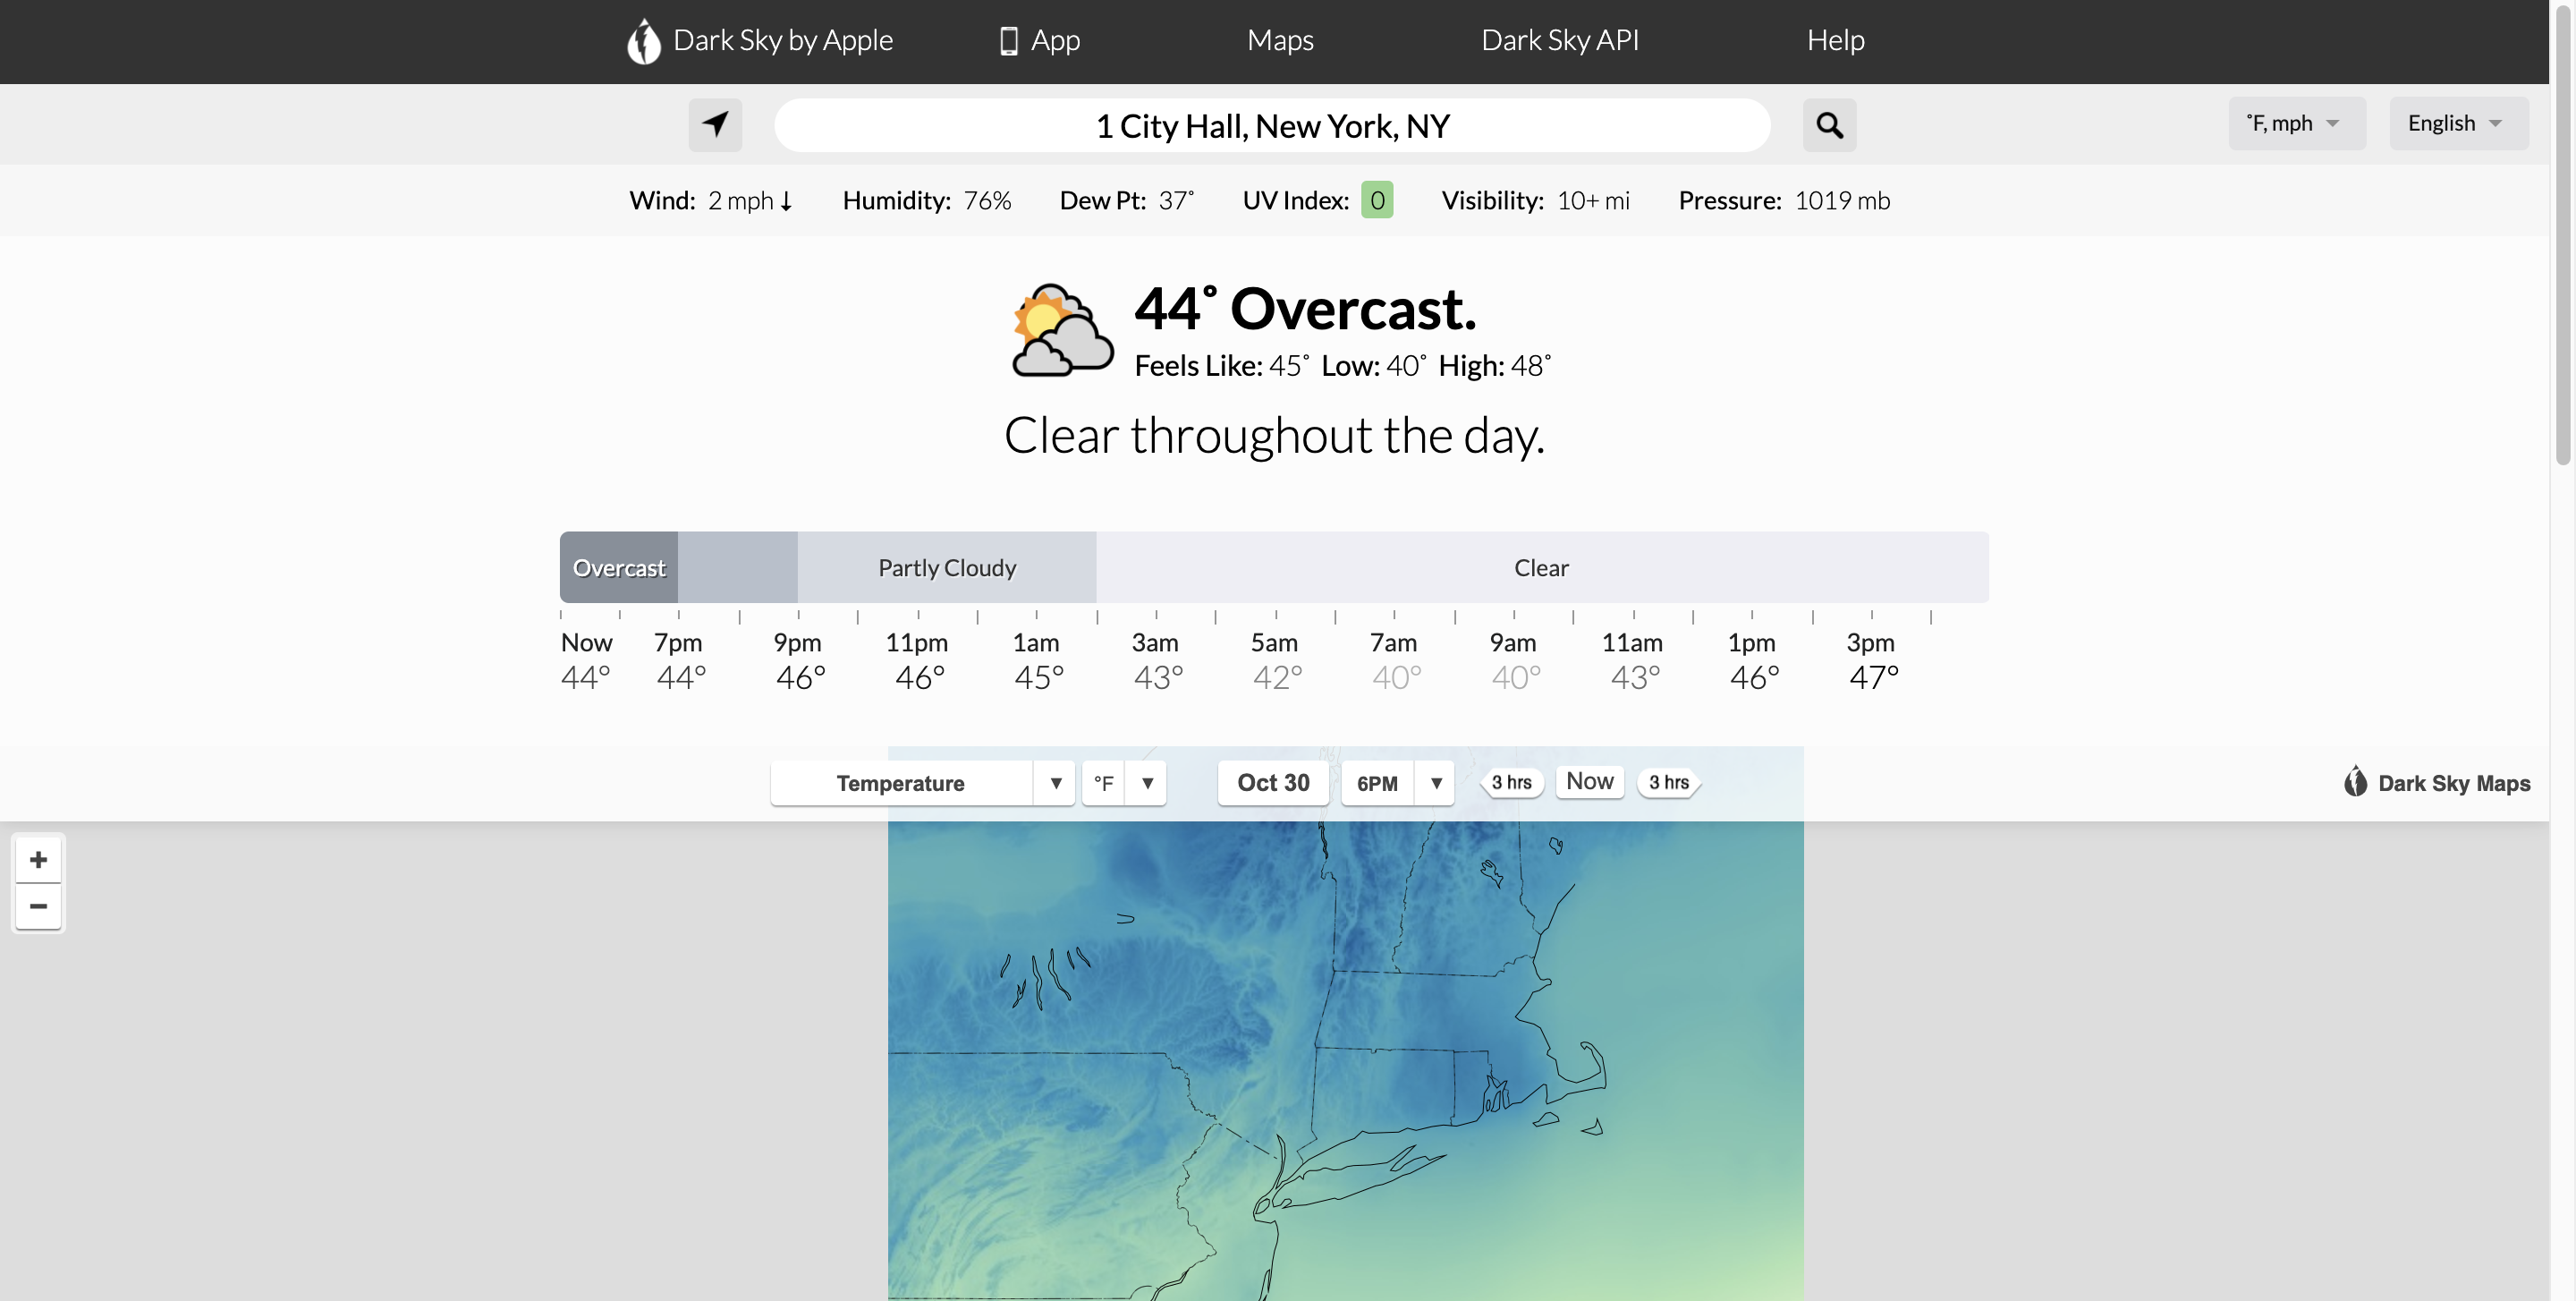 Dark Sky by Apple App Maps Dark Sky API Help
1 City Hall, New York, NY °F, mph English
Wind: 2 mph Humidity: 76% Dew Pt: 37° UV Index: 0 Visibility: 10+ mi Pressure: 1019 mb
44° Overcast.
Feels Like: 45° Low: 40° High: 48°
Clear throughout the day.
Overcast Partly Cloudy Clear
Now 7pm 9pm 11pm 1am 3am 5am 7am 9am 11am 1pm 3pm
44° 44° 46° 46° 45° 43° 42° 40° 40° 43° 46° 47°
Temperature °F Oct 30 6PM 3 hrs Now 3 hrs Dark Sky Maps
+
−